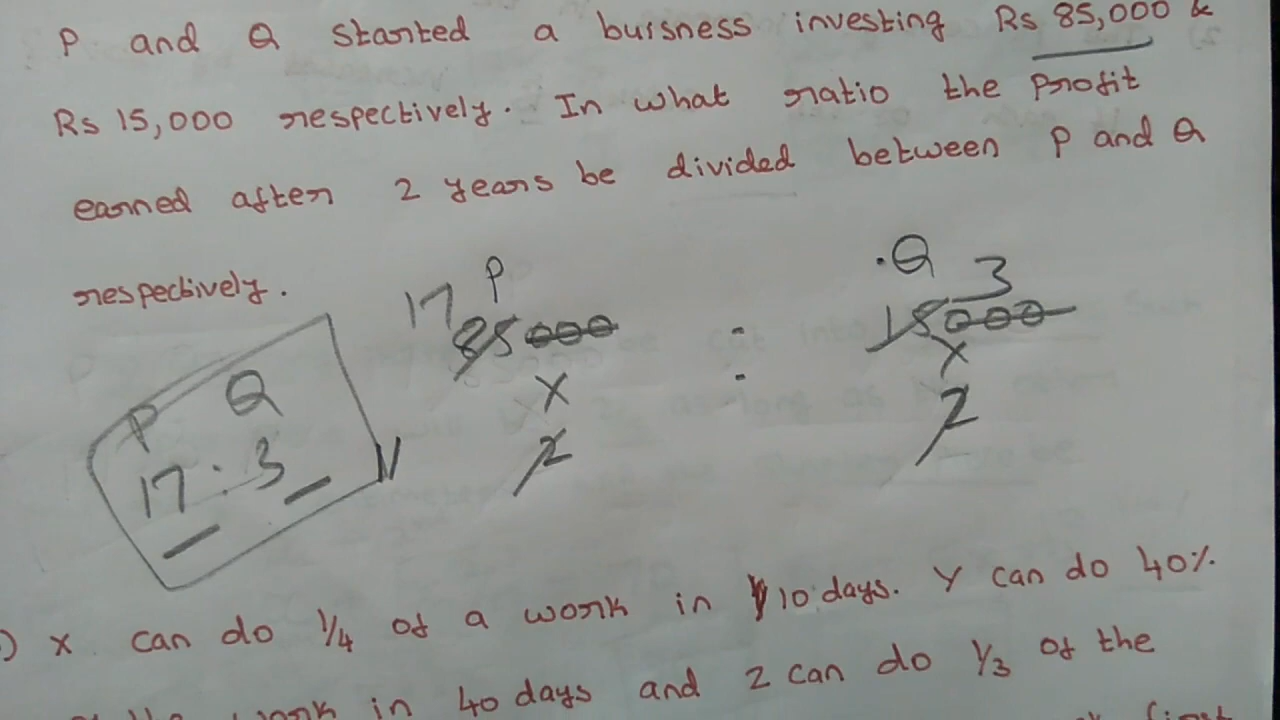 P and Q started a buisness investing Rs 85,000 &
Rs 15,000 respectively. In what ratio the Profit
earned after 2 years be divided between P and Q
respectively.
P : Q
17 3
85000 : 15000
X X
2 2
P Q
17 : 3
) X can do 1/4 of a work in 10 days. Y can do 40%
work in 40 days and Z can do 1/3 of the